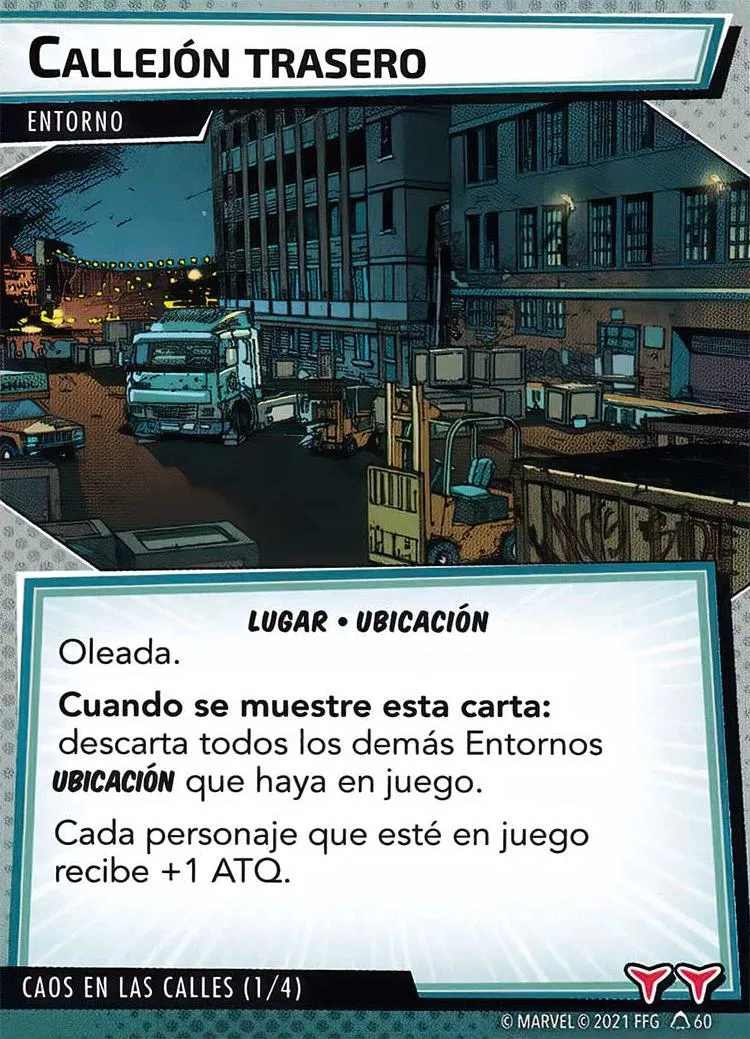 CALLEJÓN TRASERO
ENTORNO
LUGAR • UBICACIÓN
Oleada.
Cuando se muestre esta carta:
descarta todos los demás Entornos
UBICACIÓN que haya en juego.
Cada personaje que esté en juego
recibe +1 ATQ.
CAOS EN LAS CALLES (1/4)
© MARVEL © 2021 FFG 60